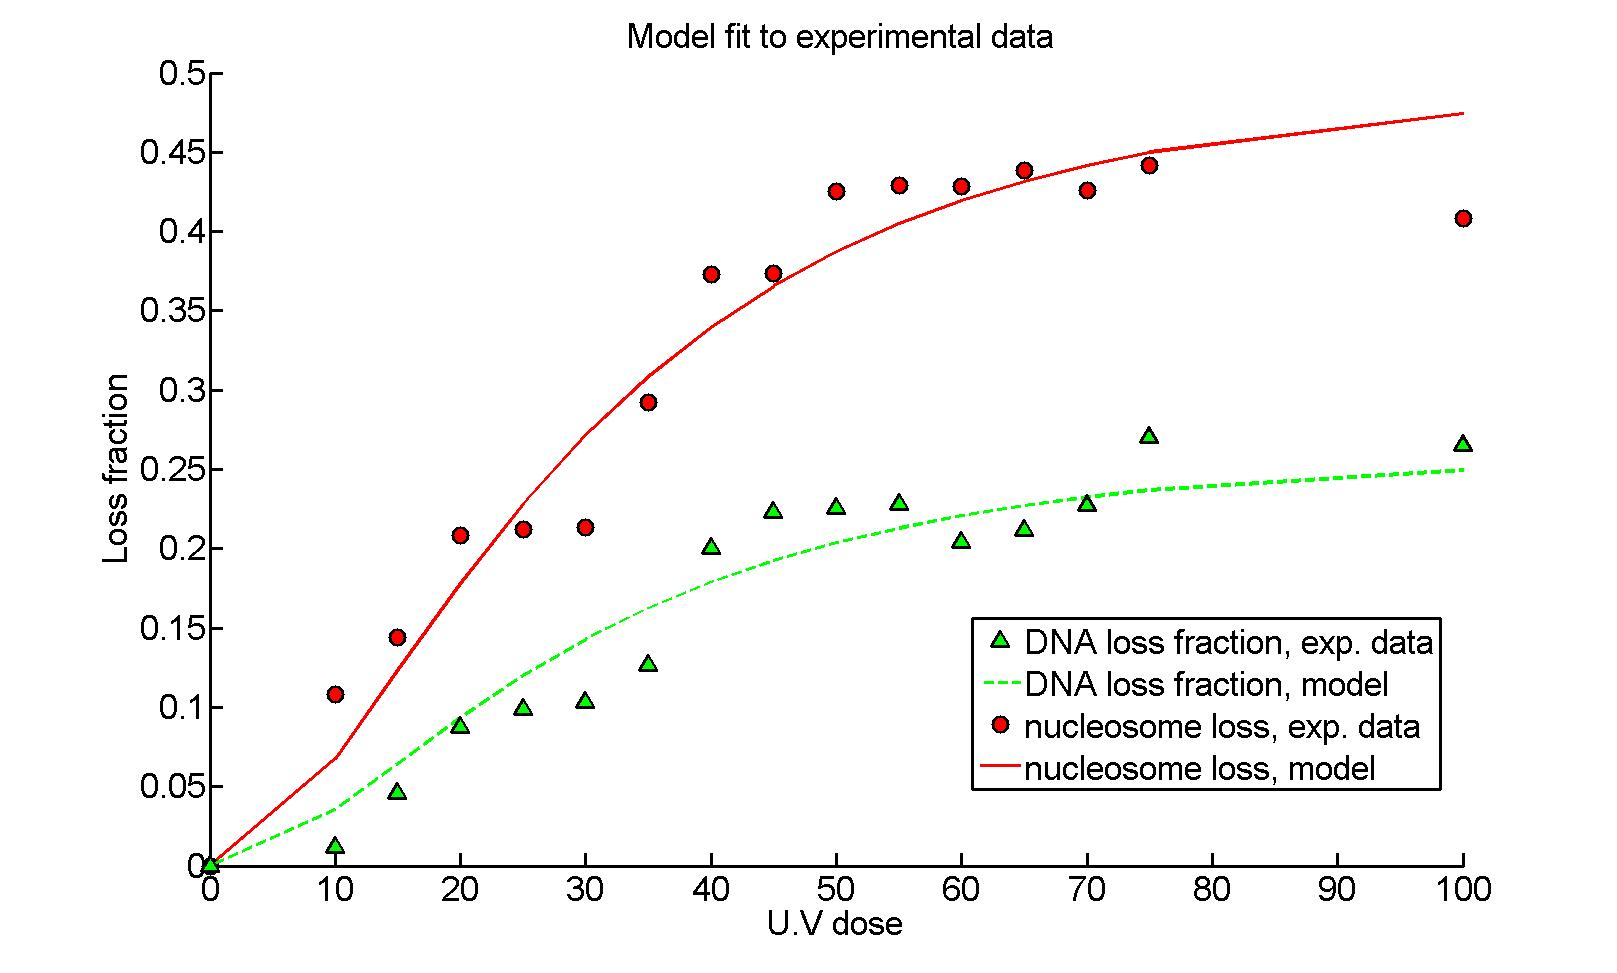 Model fit to experimental data
0.5
0.45
0.4
0.35
0.3
0.25
0.2
0.15
0.1
0.05
0
Loss fraction
DNA loss fraction, exp. data
DNA loss fraction, model
nucleosome loss, exp. data
nucleosome loss, model
0 10 20 30 40 50 60 70 80 90 100
U.V dose